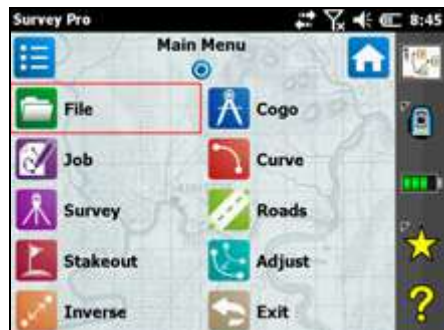 Survey Pro 8:45
Main Menu
File Cogo
Job Curve
Survey Roads
Stakeout Adjust
Inverse Exit
?